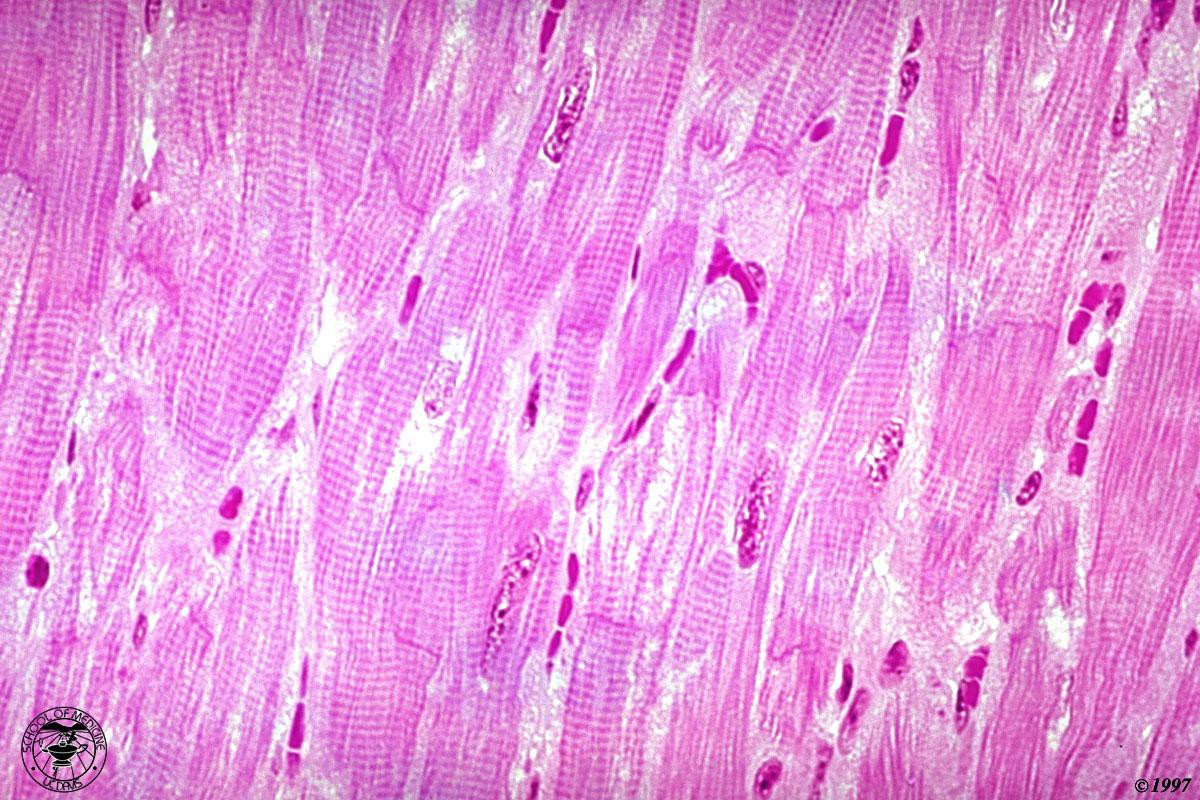 SCHOOL OF MEDICINE
UC DAVIS
© 1997